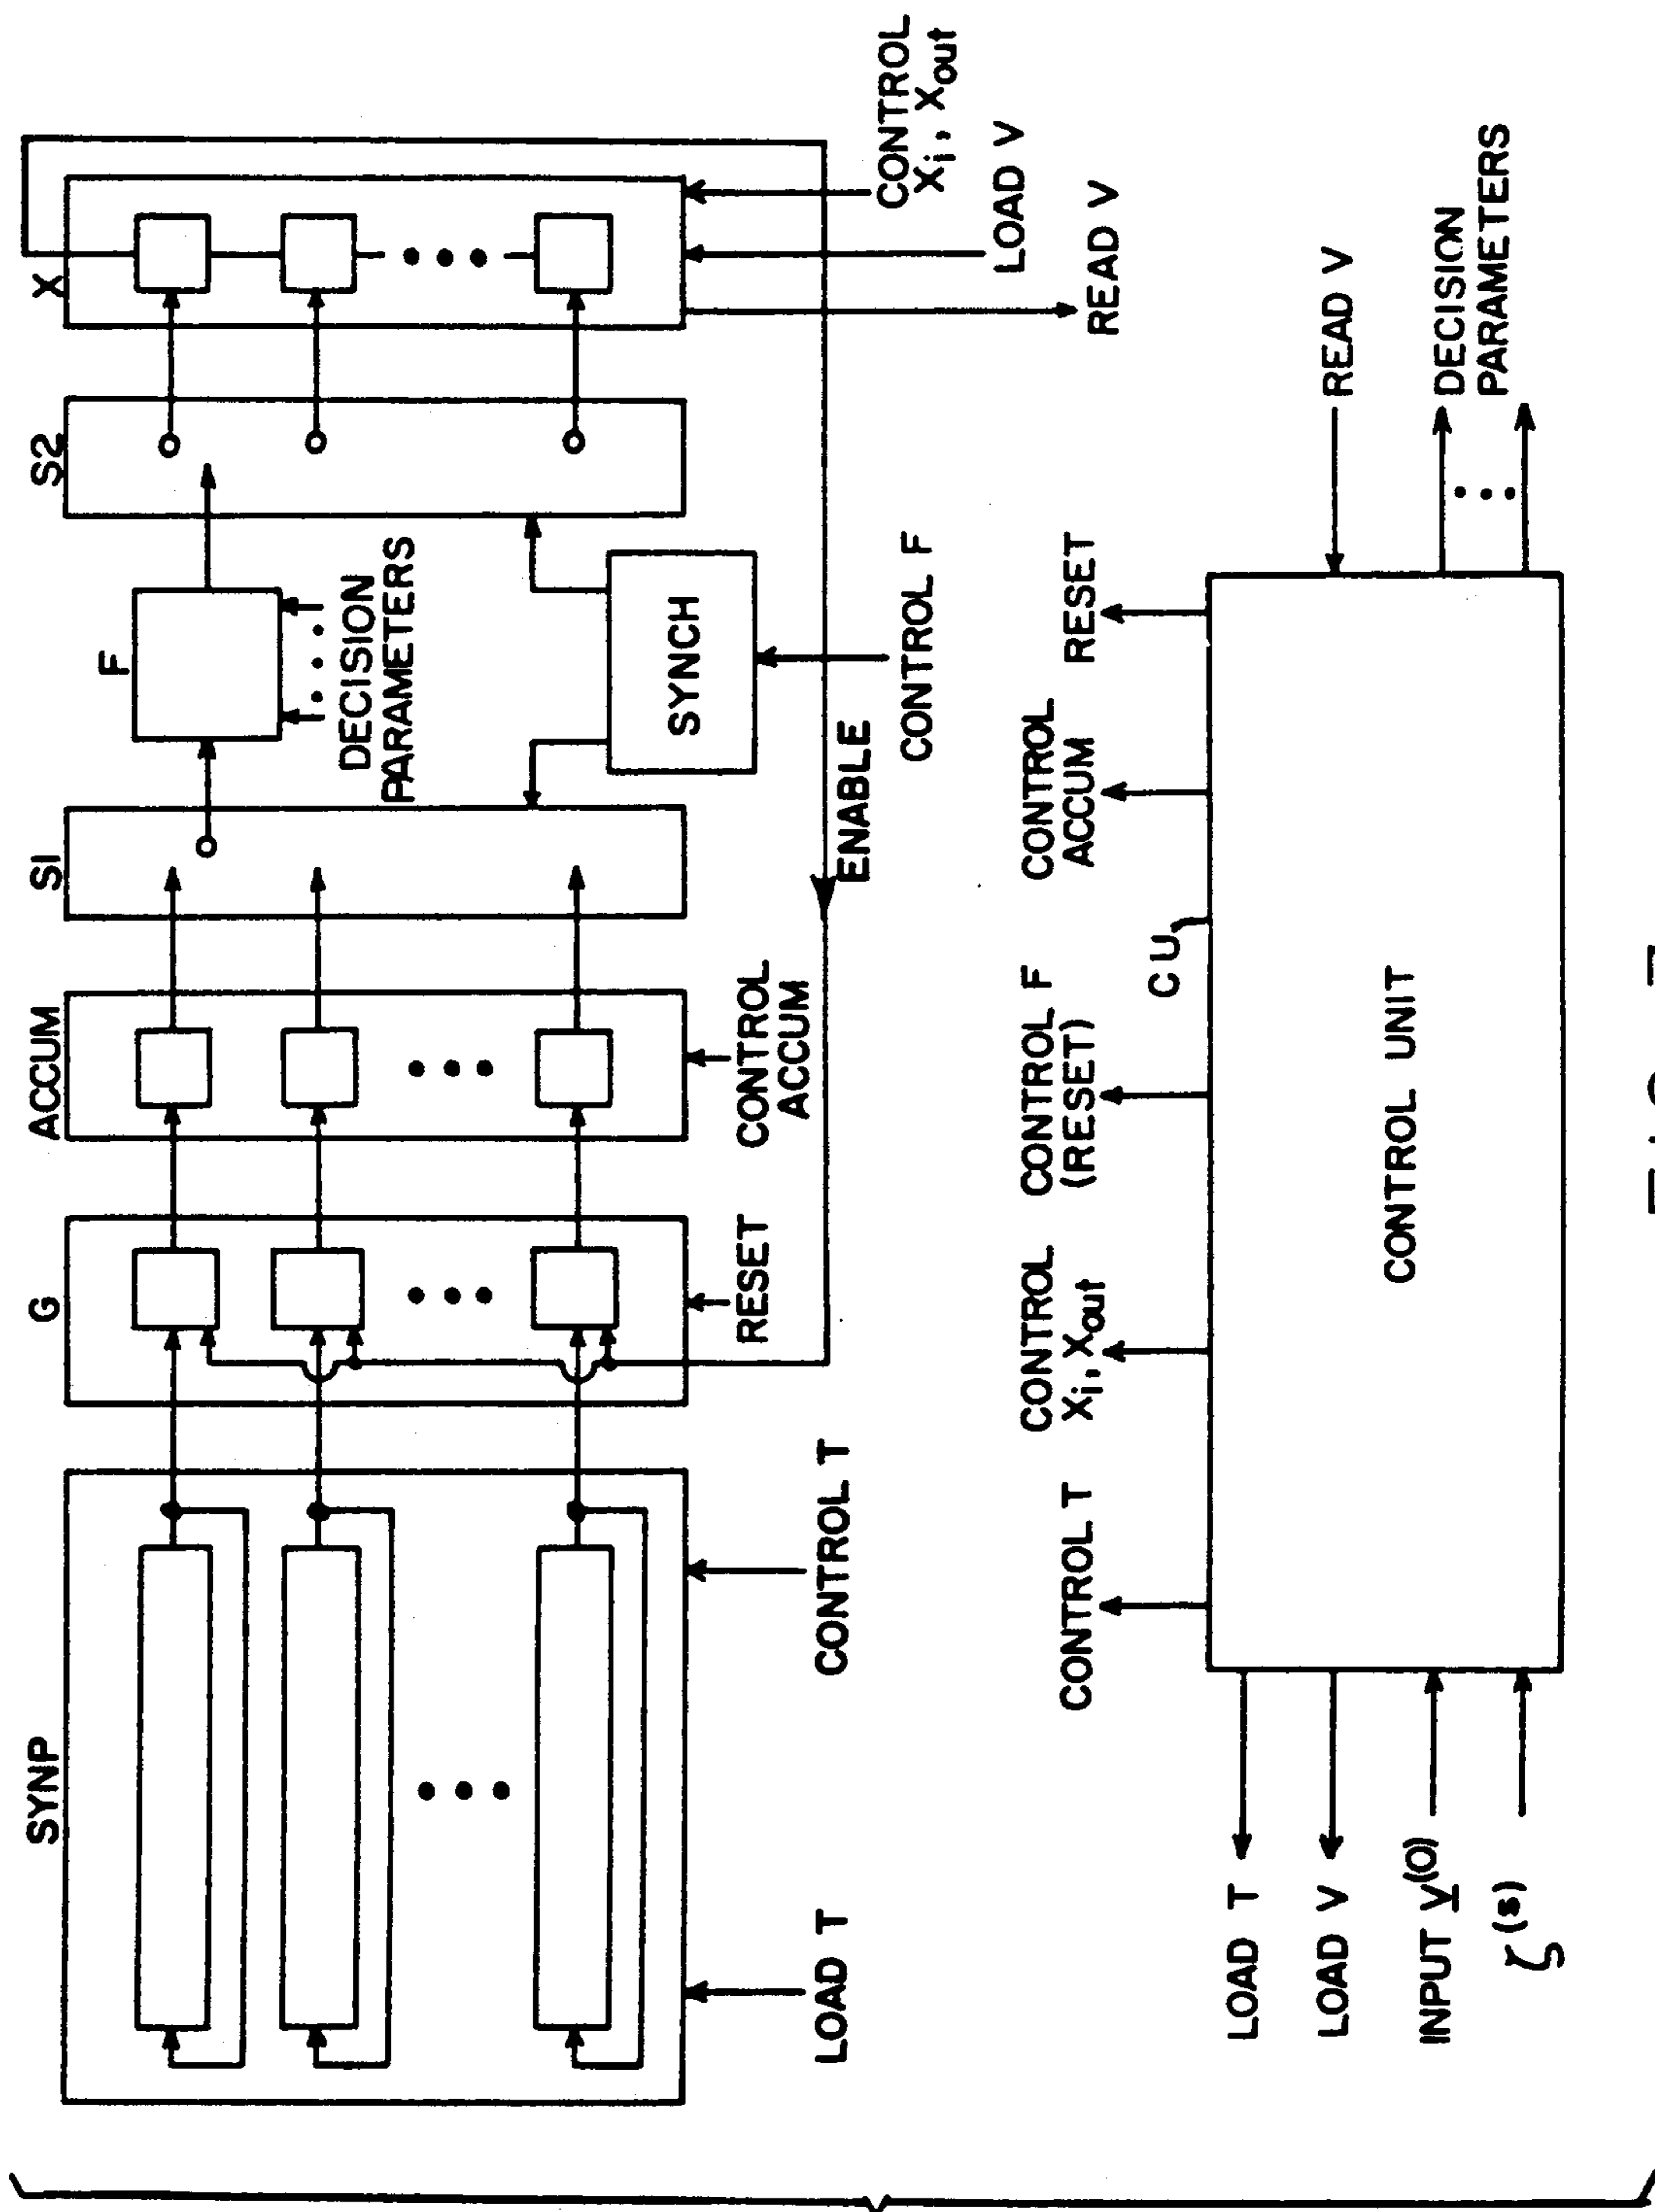 SYNP
G
ACCUM
S1
F
S2
X
DECISION
PARAMETERS
SYNCH
LOAD T
CONTROL T
RESET
CONTROL
ACCUM
ENABLE
CONTROL F
READ V
LOAD V
CONTROL
Xi, Xout
CONTROL T
CONTROL
Xi, Xout
CONTROL F
(RESET)
CU
CONTROL
ACCUM
RESET
LOAD T
LOAD V
INPUT V(0)
ζ(s)
CONTROL UNIT
READ V
DECISION
PARAMETERS